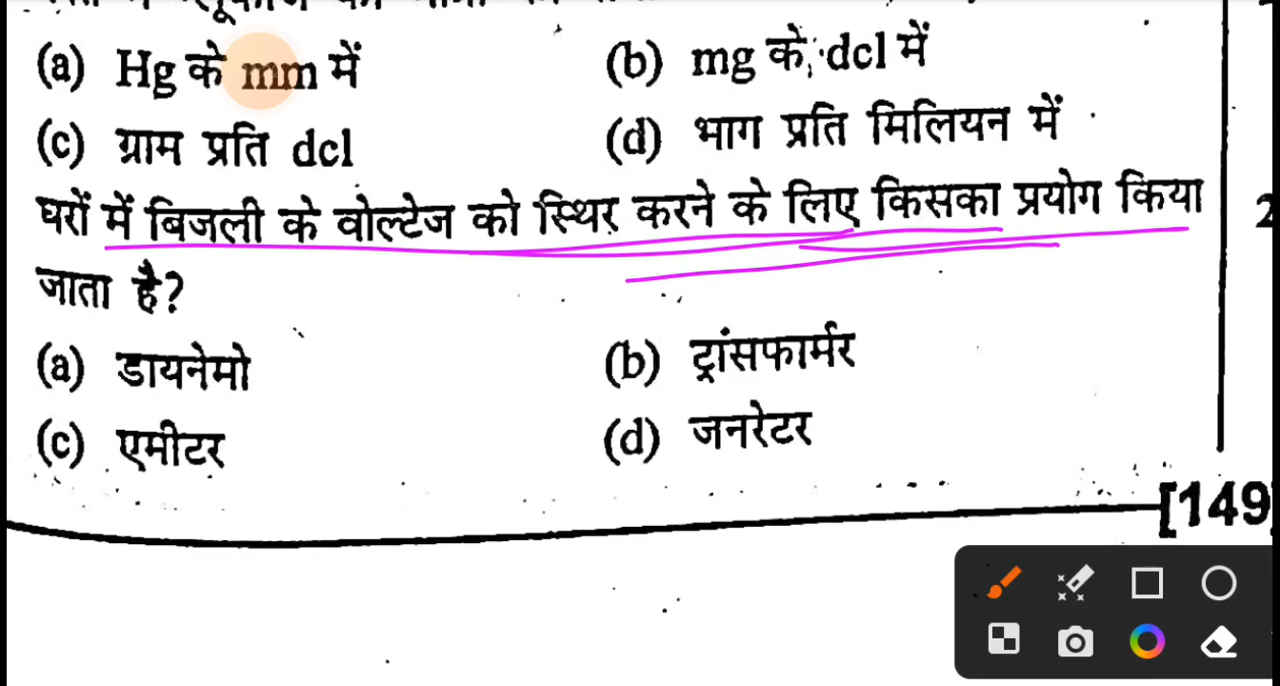 (a) Hg के mm में (b) mg के dcl में
(c) ग्राम प्रति dcl (d) भाग प्रति मिलियन में
घरों में बिजली के वोल्टेज को स्थिर करने के लिए किसका प्रयोग किया
जाता है?
(a) डायनेमो (b) ट्रांसफार्मर
(c) एमीटर (d) जनरेटर
[149]